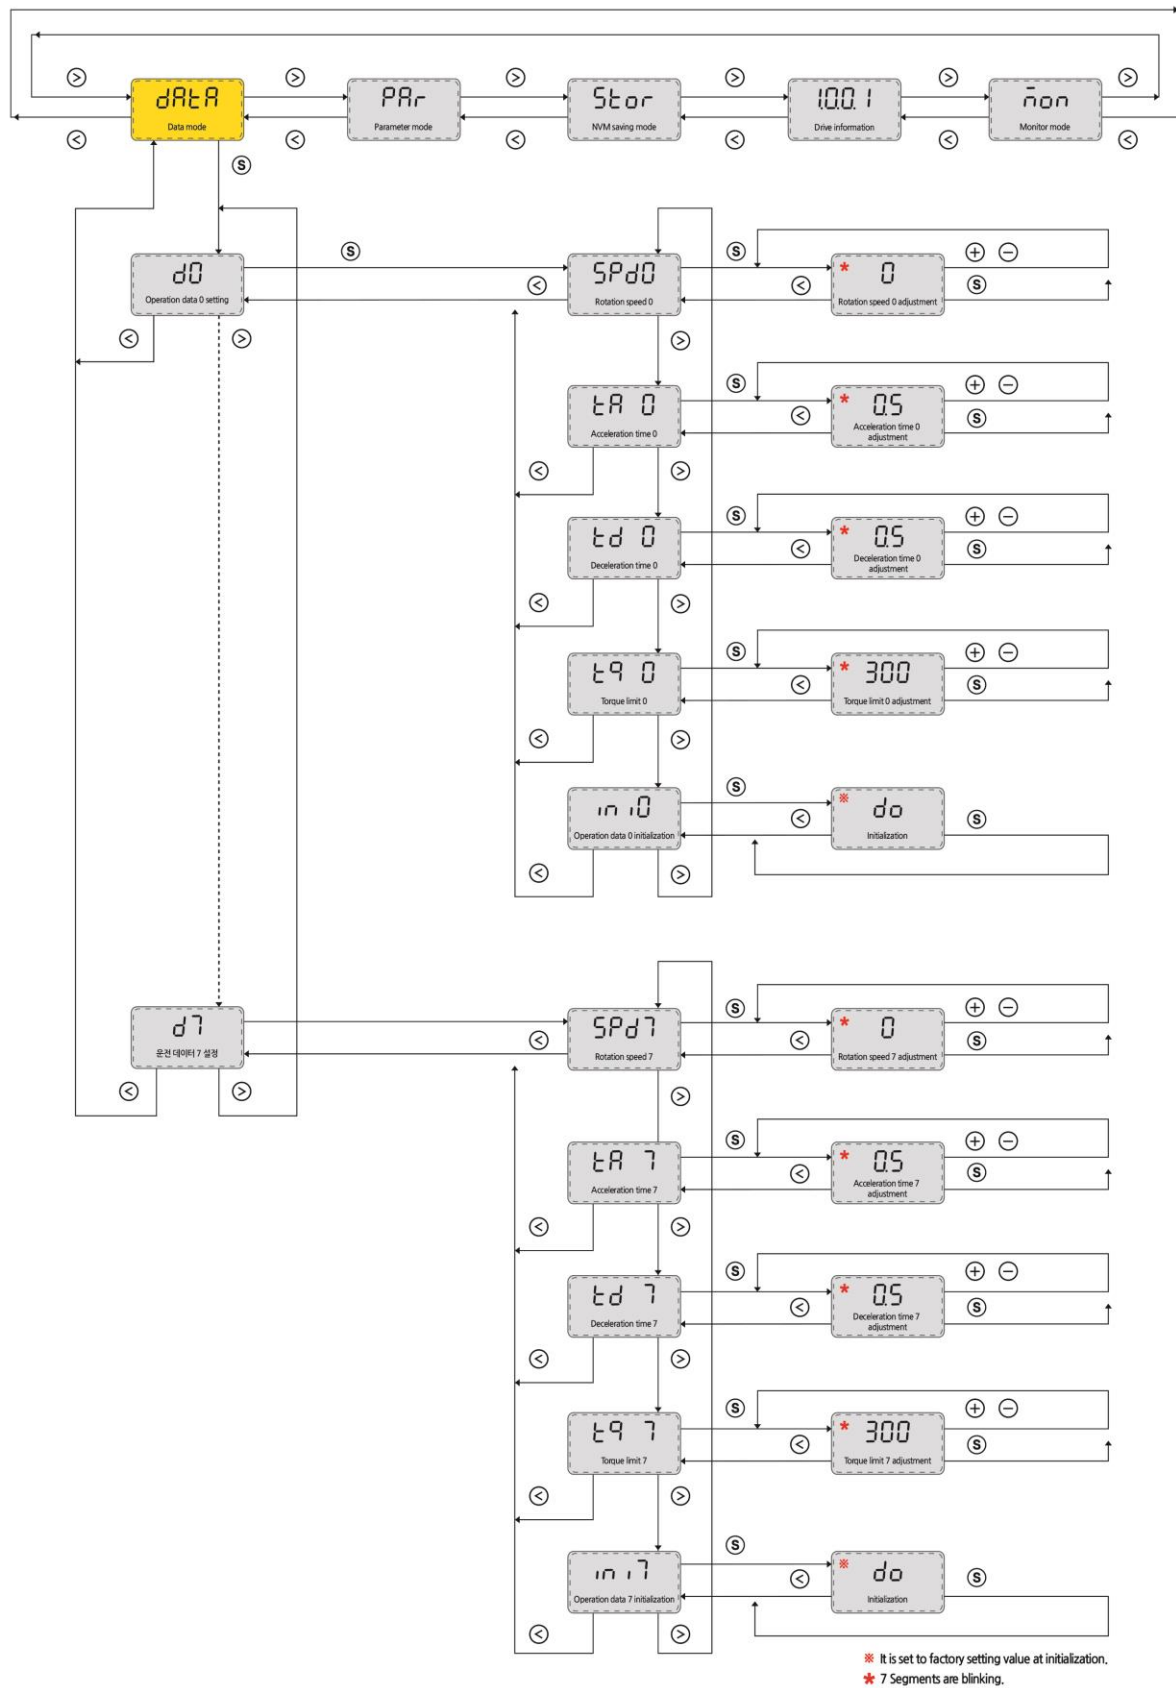 > > > > > >
dAtA PAr Stor 1.0.0.1 mon
Data mode Parameter mode NVM saving mode Drive information Monitor mode
< < < < < <
S
S S + −
d0 SPd0 * 0
Operation data 0 setting < Rotation speed 0 < S Rotation speed 0 adjustment
< > >
S + −
tA 0 * 0.5
Acceleration time 0 < Acceleration time 0 S
adjustment
< >
S + −
td 0 * 0.5
Deceleration time 0 < Deceleration time 0 S
adjustment
< >
S + −
tq 0 * 300
Torque limit 0 < Torque limit 0 adjustment S
< >
S
ini0 ※ do S
Operation data 0 initialization < Initialization
< >
S + −
d7 SPd7 * 0
운전 데이터 7 설정 < Rotation speed 7 < Rotation speed 7 adjustment S
< > >
S + −
tA 7 * 0.5
Acceleration time 7 < Acceleration time 7 S
adjustment
< >
S + −
td 7 * 0.5
Deceleration time 7 < Deceleration time 7 S
adjustment
< >
S + −
tq 7 * 300
Torque limit 7 < Torque limit 7 adjustment S
< >
S
ini7 ※ do S
Operation data 7 initialization < Initialization
< >
※ It is set to factory setting value at initialization.
* 7 Segments are blinking.